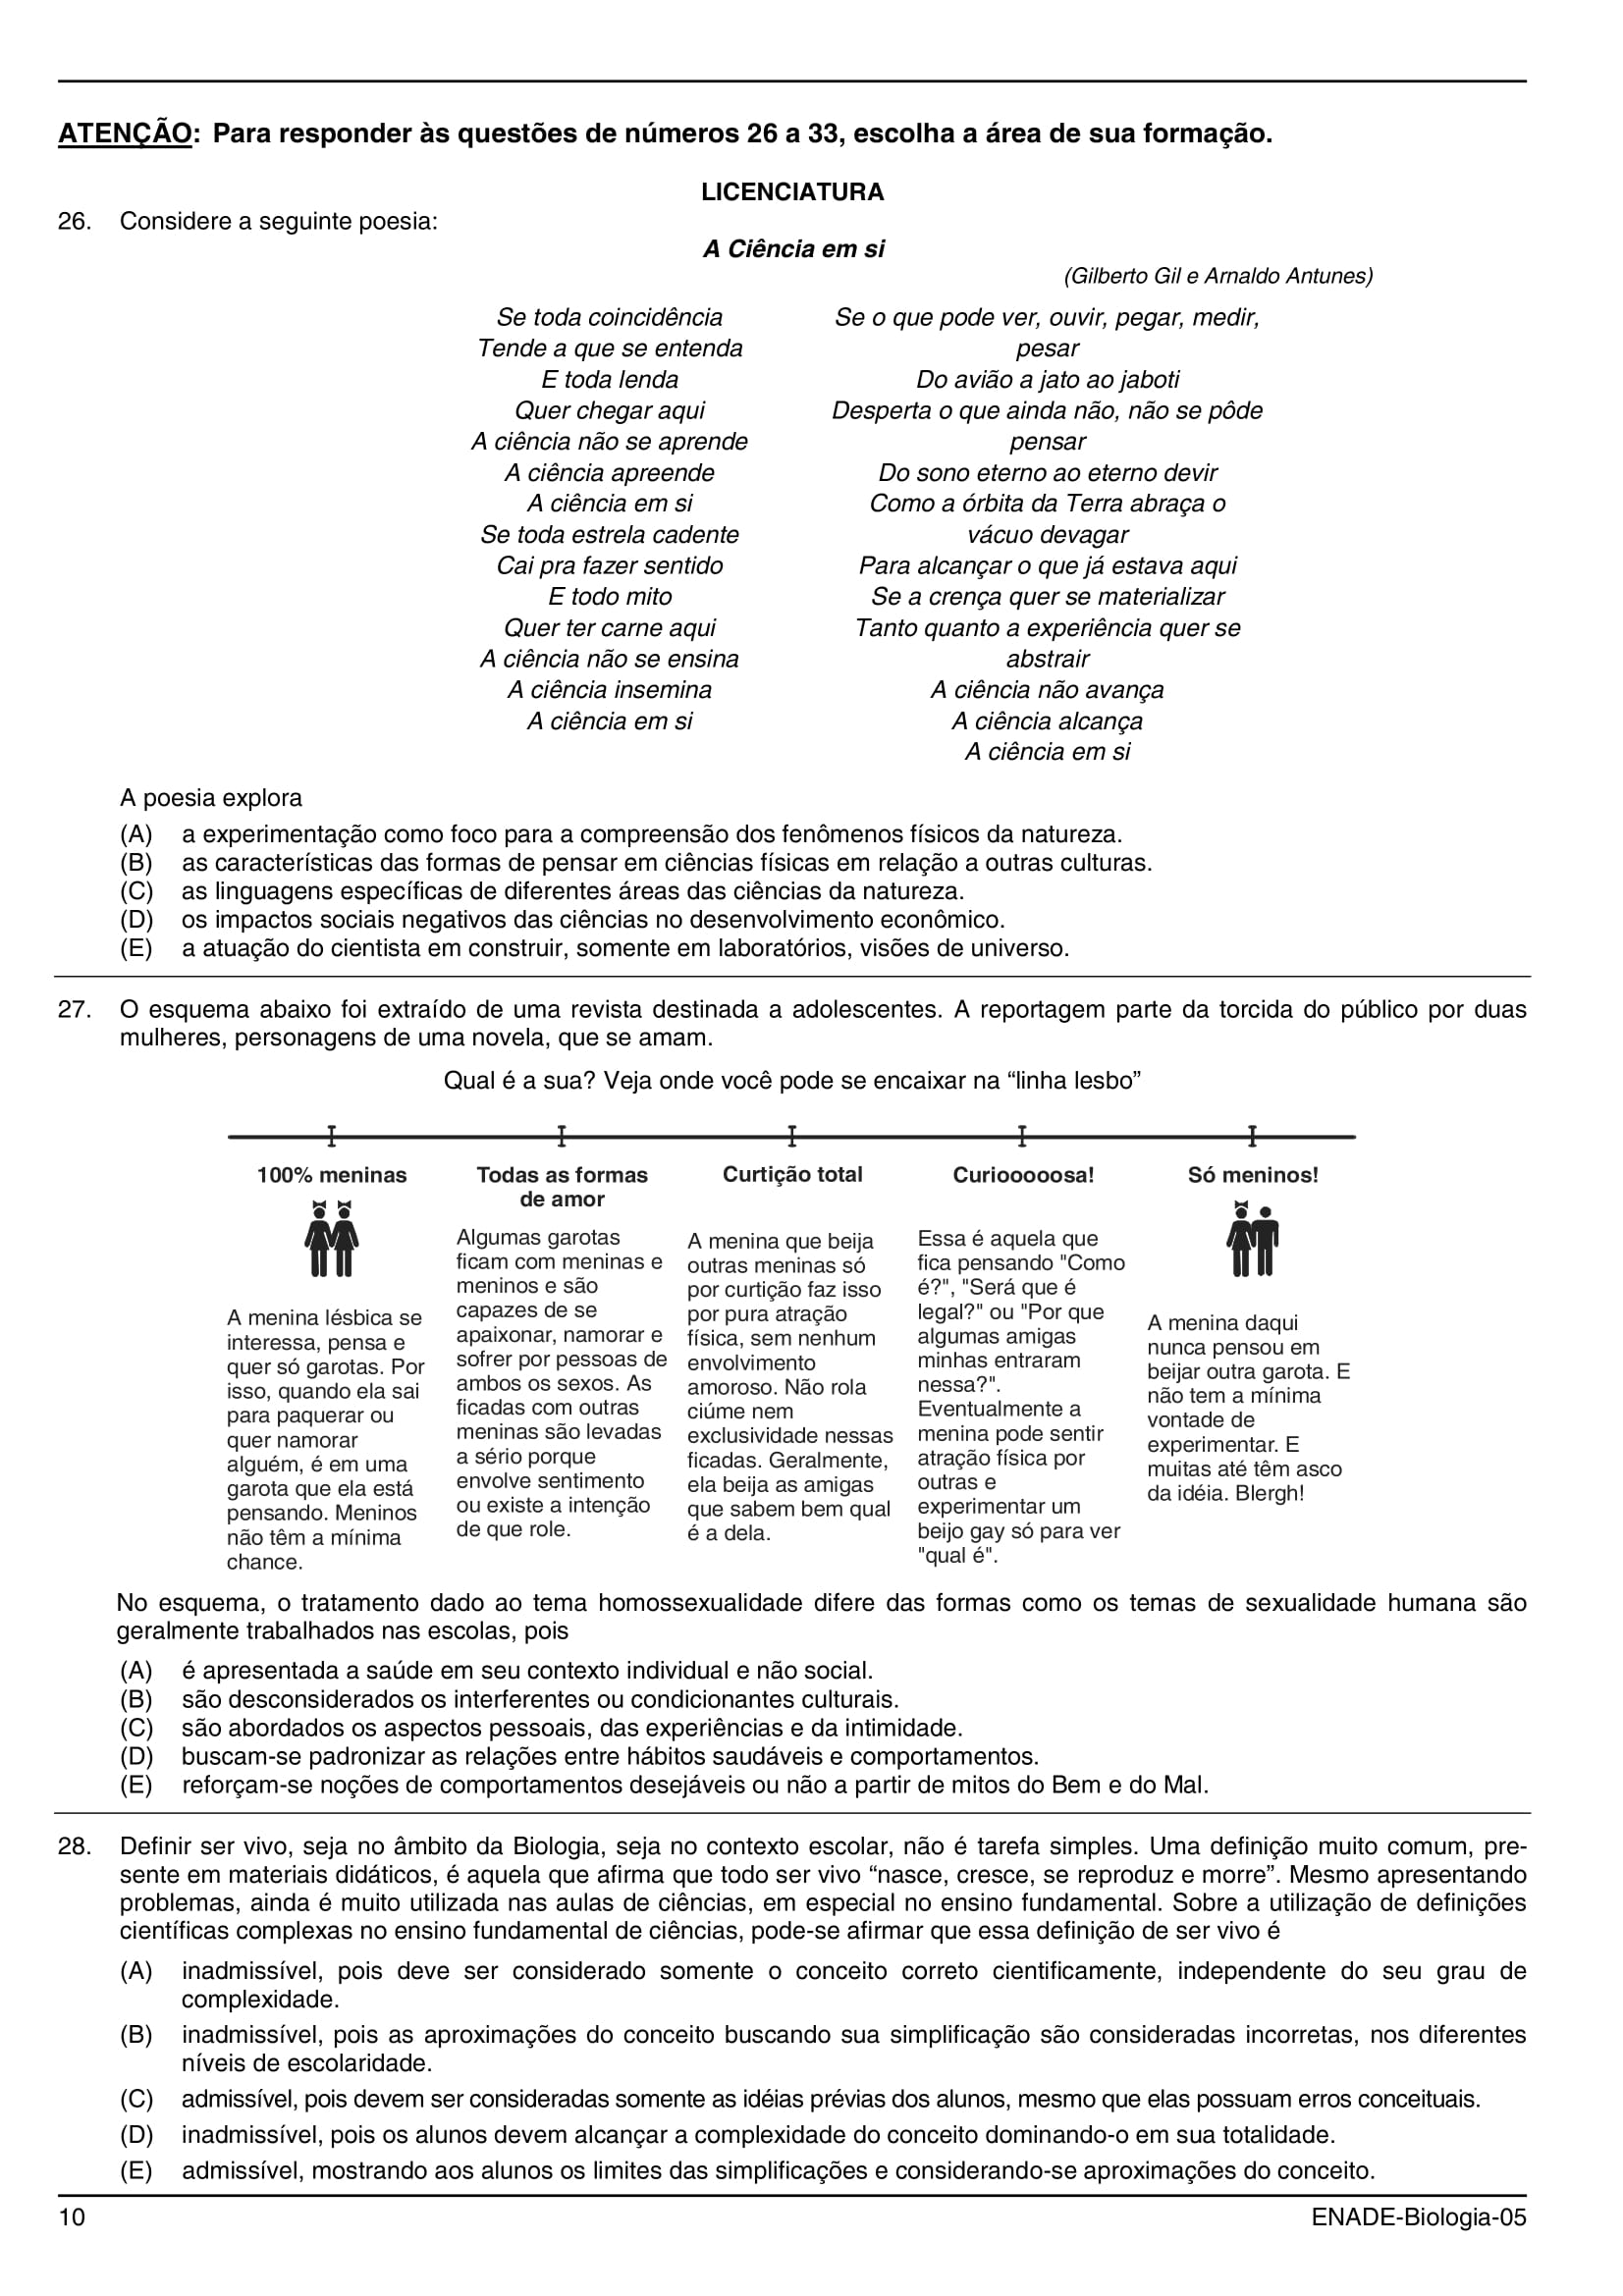 ATENÇÃO: Para responder às questões de números 26 a 33, escolha a área de sua formação.
LICENCIATURA
26. Considere a seguinte poesia:
A Ciência em si
(Gilberto Gil e Arnaldo Antunes)
Se toda coincidência
Tende a que se entenda
E toda lenda
Quer chegar aqui
A ciência não se aprende
A ciência apreende
A ciência em si
Se toda estrela cadente
Cai pra fazer sentido
E todo mito
Quer ter carne aqui
A ciência não se ensina
A ciência insemina
A ciência em si
Se o que pode ver, ouvir, pegar, medir,
pesar
Do avião a jato ao jaboti
Desperta o que ainda não, não se pôde
pensar
Do sono eterno ao eterno devir
Como a órbita da Terra abraça o
vácuo devagar
Para alcançar o que já estava aqui
Se a crença quer se materializar
Tanto quanto a experiência quer se
abstrair
A ciência não avança
A ciência alcança
A ciência em si
A poesia explora
(A) a experimentação como foco para a compreensão dos fenômenos físicos da natureza.
(B) as características das formas de pensar em ciências físicas em relação a outras culturas.
(C) as linguagens específicas de diferentes áreas das ciências da natureza.
(D) os impactos sociais negativos das ciências no desenvolvimento econômico.
(E) a atuação do cientista em construir, somente em laboratórios, visões de universo.
27. O esquema abaixo foi extraído de uma revista destinada a adolescentes. A reportagem parte da torcida do público por duas
mulheres, personagens de uma novela, que se amam.
Qual é a sua? Veja onde você pode se encaixar na “linha lesbo”
100% meninas
A menina lésbica se
interessa, pensa e
quer só garotas. Por
isso, quando ela sai
para paquerar ou
quer namorar
alguém, é em uma
garota que ela está
pensando. Meninos
não têm a mínima
chance.
Todas as formas
de amor
Algumas garotas
ficam com meninas e
meninos e são
capazes de se
apaixonar, namorar e
sofrer por pessoas de
ambos os sexos. As
ficadas com outras
meninas são levadas
a sério porque
envolve sentimento
ou existe a intenção
de que role.
Curtição total
A menina que beija
outras meninas só
por curtição faz isso
por pura atração
física, sem nenhum
envolvimento
amoroso. Não rola
ciúme nem
exclusividade nessas
ficadas. Geralmente,
ela beija as amigas
que sabem bem qual
é a dela.
Curioooooosa!
Essa é aquela que
fica pensando "Como
é?", "Será que é
legal?" ou "Por que
algumas amigas
minhas entraram
nessa?".
Eventualmente a
menina pode sentir
atração física por
outras e
experimentar um
beijo gay só para ver
"qual é".
Só meninos!
A menina daqui
nunca pensou em
beijar outra garota. E
não tem a mínima
vontade de
experimentar. E
muitas até têm asco
da idéia. Blergh!
No esquema, o tratamento dado ao tema homossexualidade difere das formas como os temas de sexualidade humana são
geralmente trabalhados nas escolas, pois
(A) é apresentada a saúde em seu contexto individual e não social.
(B) são desconsiderados os interferentes ou condicionantes culturais.
(C) são abordados os aspectos pessoais, das experiências e da intimidade.
(D) buscam-se padronizar as relações entre hábitos saudáveis e comportamentos.
(E) reforçam-se noções de comportamentos desejáveis ou não a partir de mitos do Bem e do Mal.
28. Definir ser vivo, seja no âmbito da Biologia, seja no contexto escolar, não é tarefa simples. Uma definição muito comum, pre-
sente em materiais didáticos, é aquela que afirma que todo ser vivo “nasce, cresce, se reproduz e morre”. Mesmo apresentando
problemas, ainda é muito utilizada nas aulas de ciências, em especial no ensino fundamental. Sobre a utilização de definições
científicas complexas no ensino fundamental de ciências, pode-se afirmar que essa definição de ser vivo é
(A) inadmissível, pois deve ser considerado somente o conceito correto cientificamente, independente do seu grau de
complexidade.
(B) inadmissível, pois as aproximações do conceito buscando sua simplificação são consideradas incorretas, nos diferentes
níveis de escolaridade.
(C) admissível, pois devem ser consideradas somente as idéias prévias dos alunos, mesmo que elas possuam erros conceituais.
(D) inadmissível, pois os alunos devem alcançar a complexidade do conceito dominando-o em sua totalidade.
(E) admissível, mostrando aos alunos os limites das simplificações e considerando-se aproximações do conceito.
10 ENADE-Biologia-05